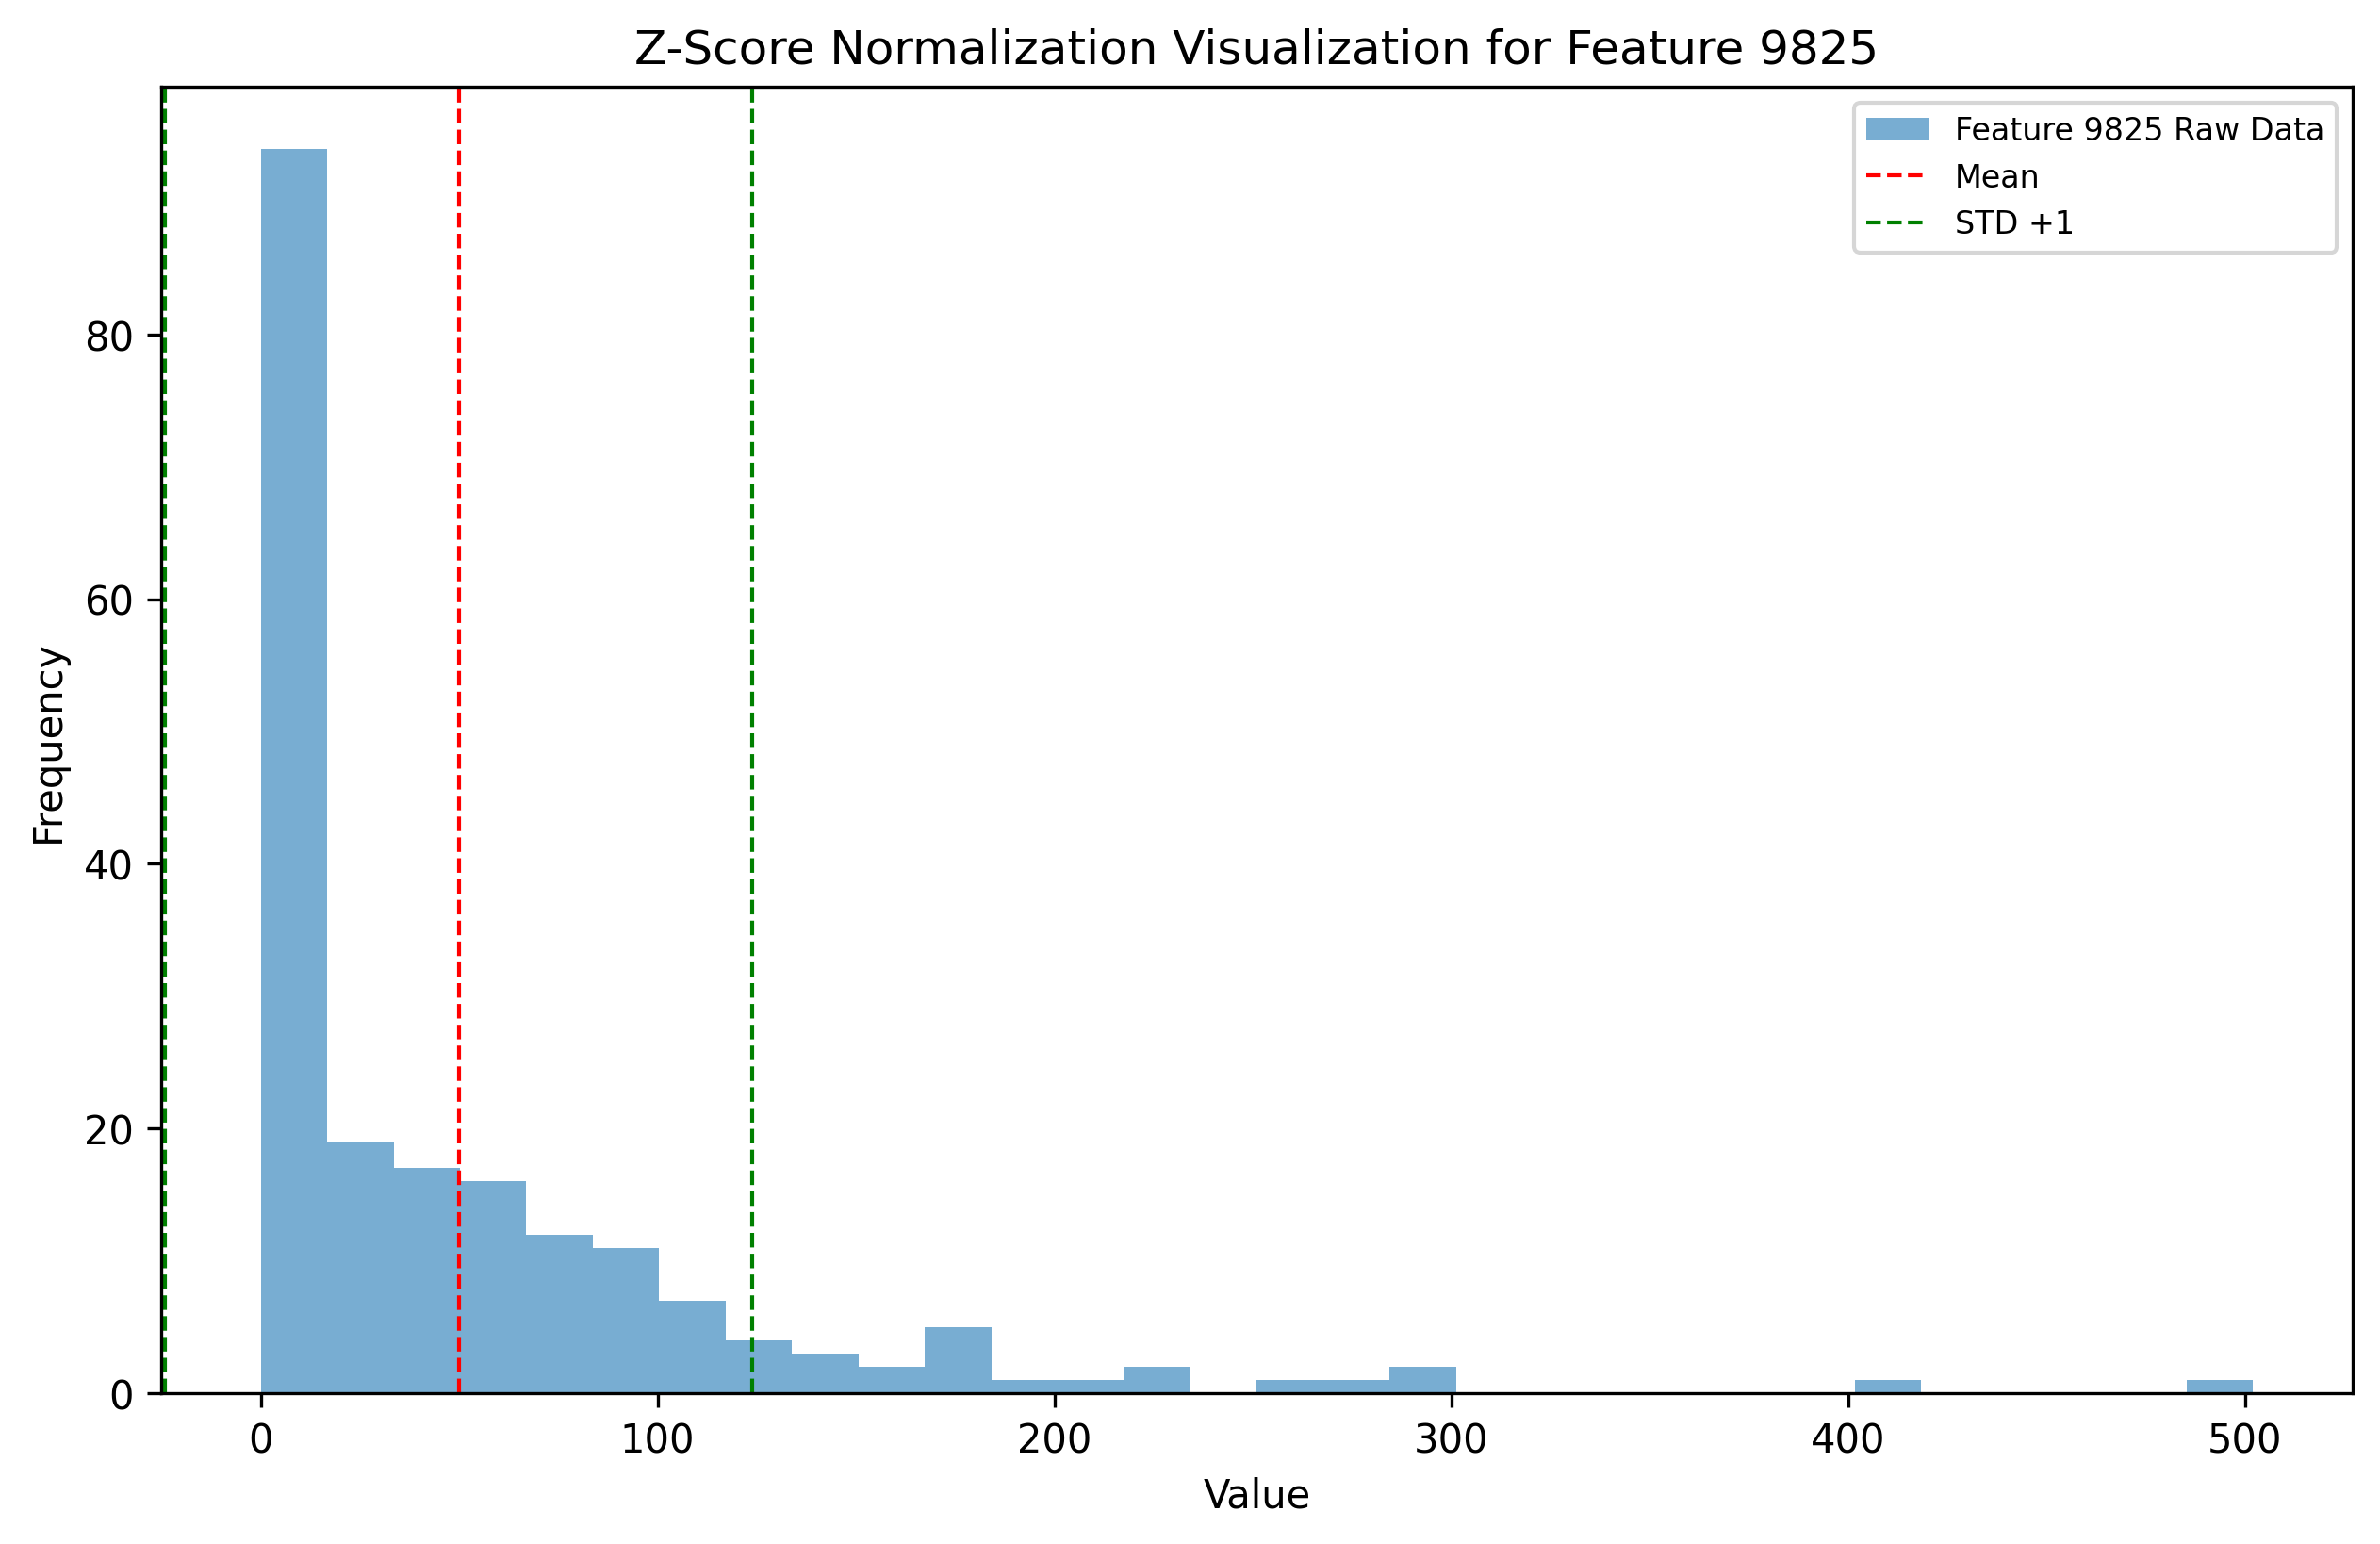 Z-Score Normalization Visualization for Feature 9825
Feature 9825 Raw Data
Mean
STD +1
80
60
40
20
0
Frequency
0 100 200 300 400 500
Value